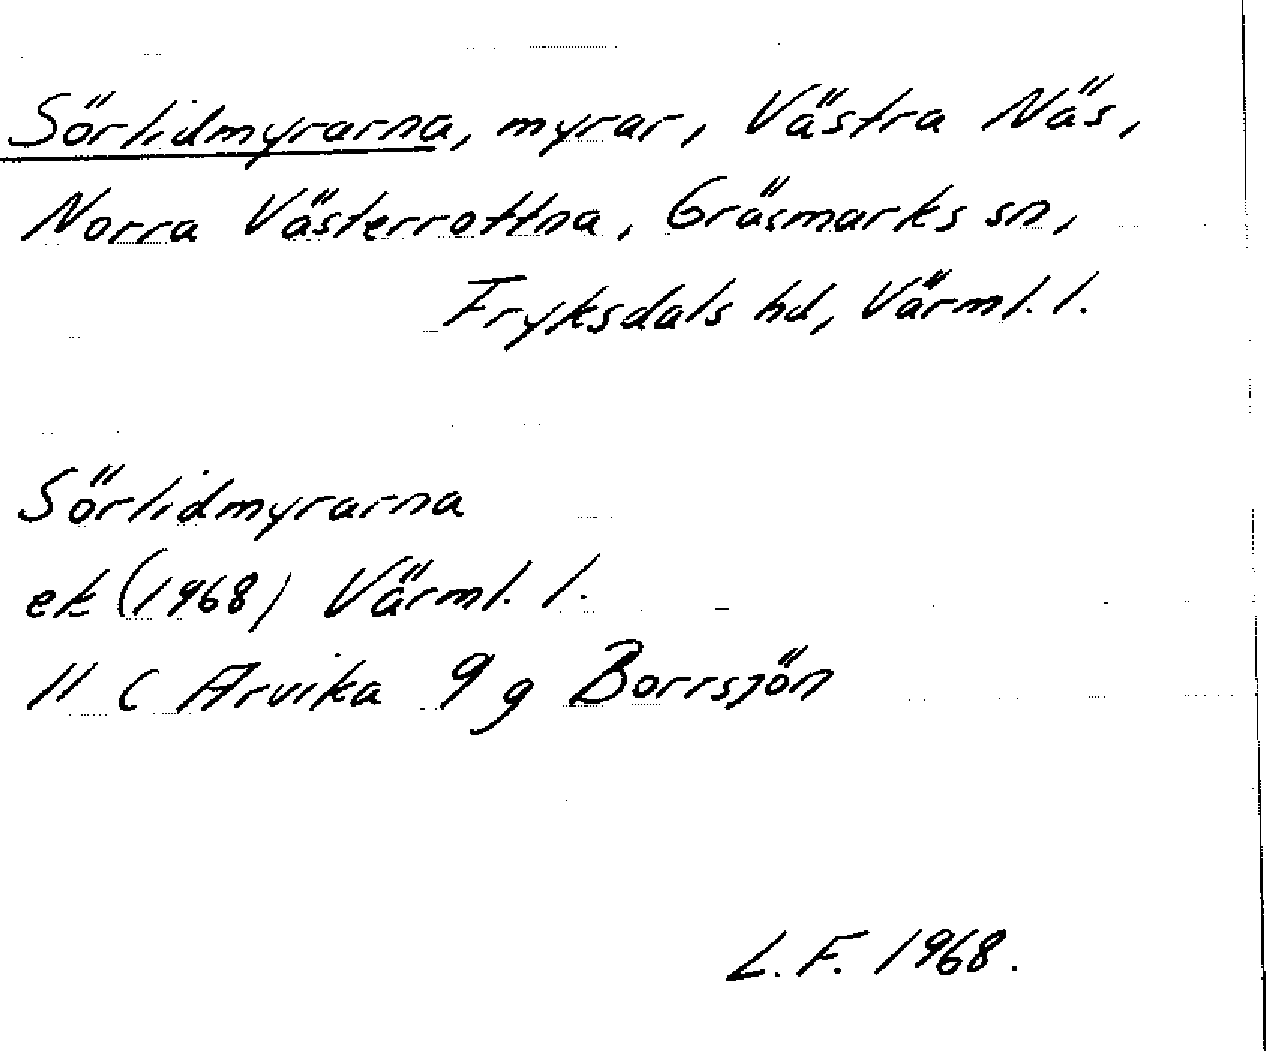 Sörlidmyrarna, myrar, Västra Näs,
Norra Västerrottna, Gräsmarks sn,
Fryksdals hd, Värml. l.
Sörlidmyrarna
ek (1968) Värml. l.
11 C Arvika 9 g Borrsjön
L. F. 1968.